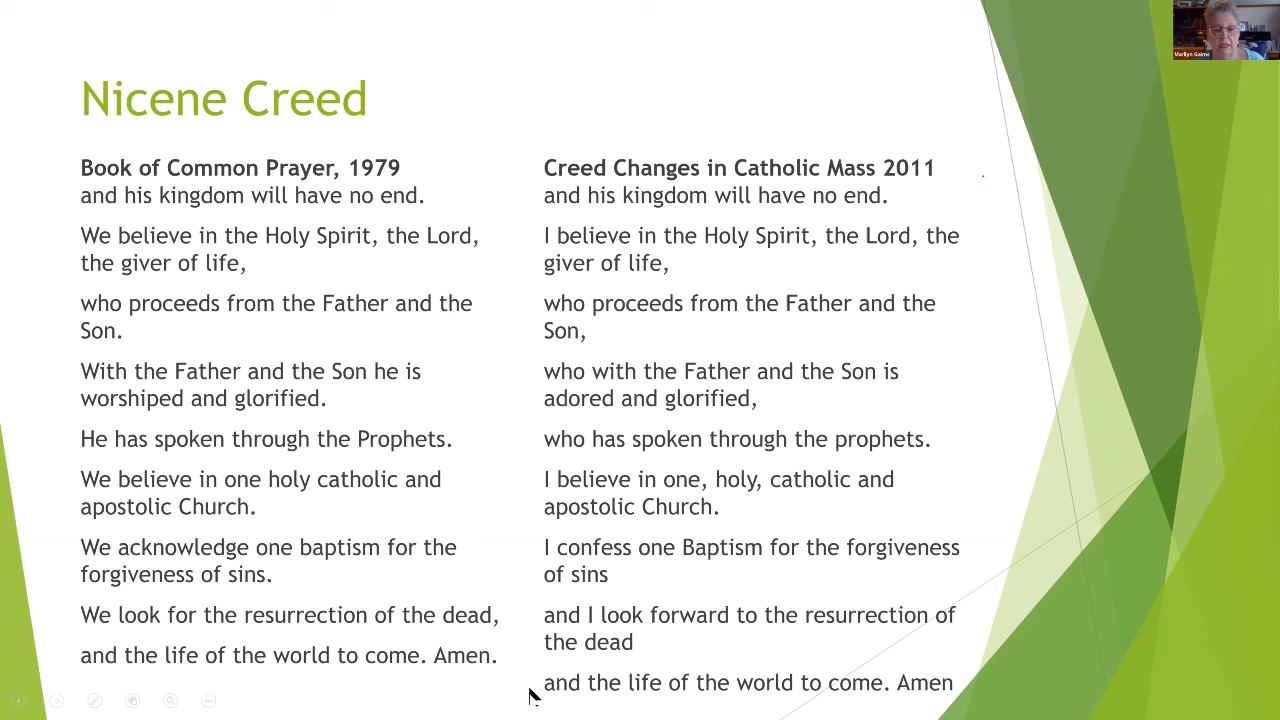 Nicene Creed
Book of Common Prayer, 1979
and his kingdom will have no end.
We believe in the Holy Spirit, the Lord,
the giver of life,
who proceeds from the Father and the
Son.
With the Father and the Son he is
worshiped and glorified.
He has spoken through the Prophets.
We believe in one holy catholic and
apostolic Church.
We acknowledge one baptism for the
forgiveness of sins.
We look for the resurrection of the dead,
and the life of the world to come. Amen.
Creed Changes in Catholic Mass 2011
and his kingdom will have no end.
I believe in the Holy Spirit, the Lord, the
giver of life,
who proceeds from the Father and the
Son,
who with the Father and the Son is
adored and glorified,
who has spoken through the prophets.
I believe in one, holy, catholic and
apostolic Church.
I confess one Baptism for the forgiveness
of sins
and I look forward to the resurrection of
the dead
and the life of the world to come. Amen
Marilyn Gairns